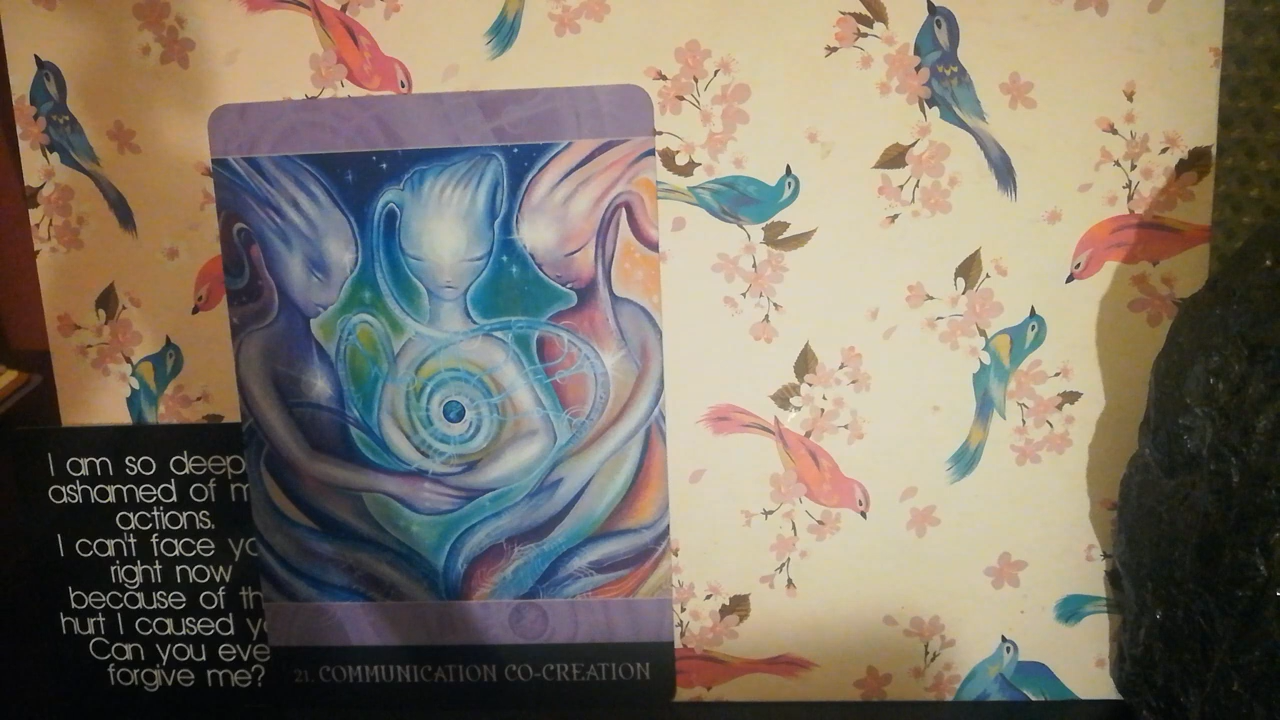 I am so deep
ashamed of m
actions.
I can't face yo
right now
because of th
hurt I caused y
Can you eve
forgive me?
21. COMMUNICATION CO-CREATION